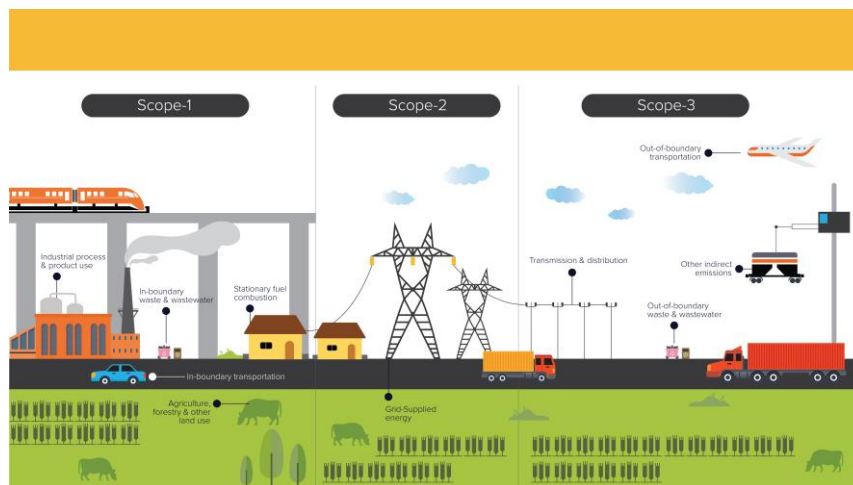 Scope-1
Scope-2
Scope-3
Out-of-boundary
transportation
Industrial process
& product use
In-boundary
waste & wastewater
Stationary fuel
combustion
Transmission & distribution
Other indirect
emissions
Out-of-boundary
waste & wastewater
In-boundary transportation
Agriculture,
forestry & other
land use
Grid-Supplied
energy